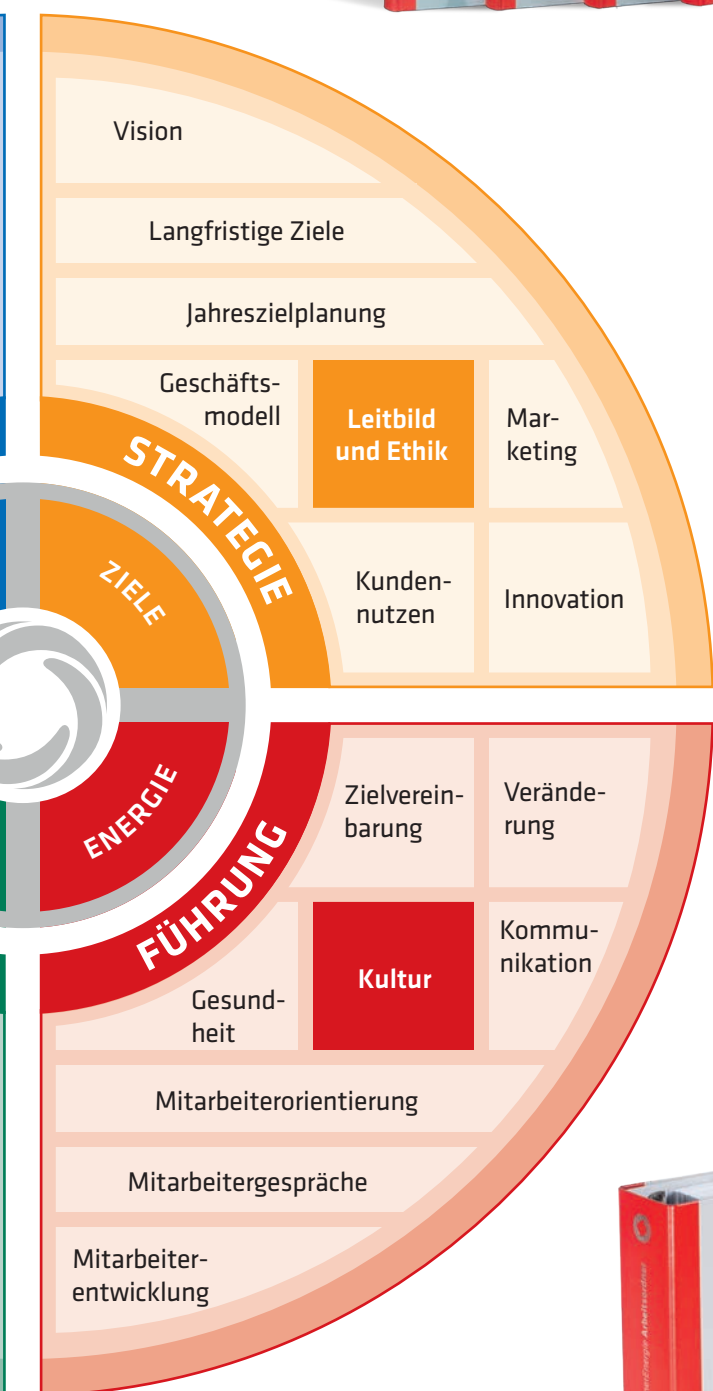 Vision
Langfristige Ziele
Jahreszielplanung
Geschäfts-
modell
Leitbild
und Ethik
Mar-
keting
STRATEGIE
ZIELE
Kunden-
nutzen
Innovation
ENERGIE
FÜHRUNG
Zielverein-
barung
Verände-
rung
Gesund-
heit
Kultur
Kommu-
nikation
Mitarbeiterorientierung
Mitarbeitergespräche
Mitarbeiter-
entwicklung
Arbeitsordner